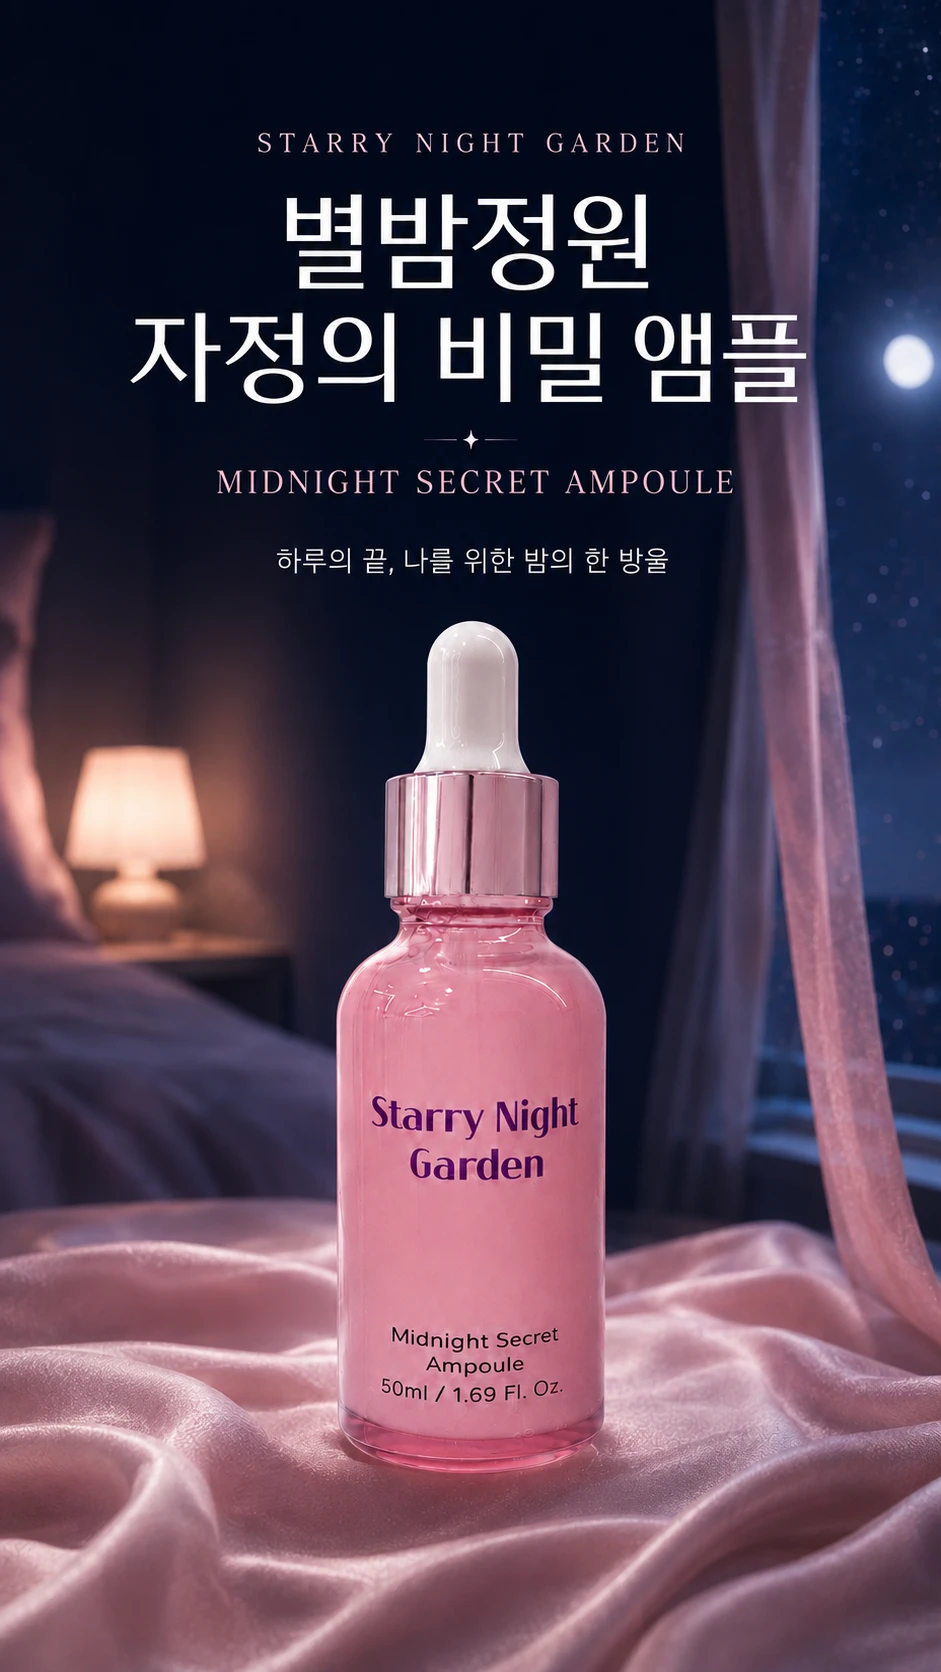 STARRY NIGHT GARDEN
별밤정원
자정의 비밀 앰플
MIDNIGHT SECRET AMPOULE
하루의 끝, 나를 위한 밤의 한 방울
Starry Night
Garden
Midnight Secret
Ampoule
50ml / 1.69 Fl. Oz.